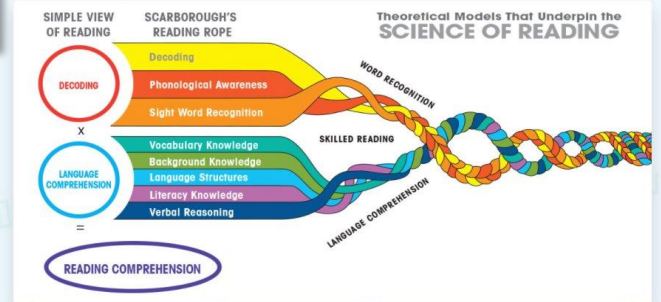 SIMPLE VIEW
OF READING
SCARBOROUGH'S
READING ROPE
Theoretical Models That Underpin the
SCIENCE OF READING
DECODING
x
LANGUAGE
COMPREHENSION
=
READING COMPREHENSION
Decoding
Phonological Awareness
Sight Word Recognition
Vocabulary Knowledge
Background Knowledge
Language Structures
Literacy Knowledge
Verbal Reasoning
WORD RECOGNITION
SKILLED READING
LANGUAGE COMPREHENSION